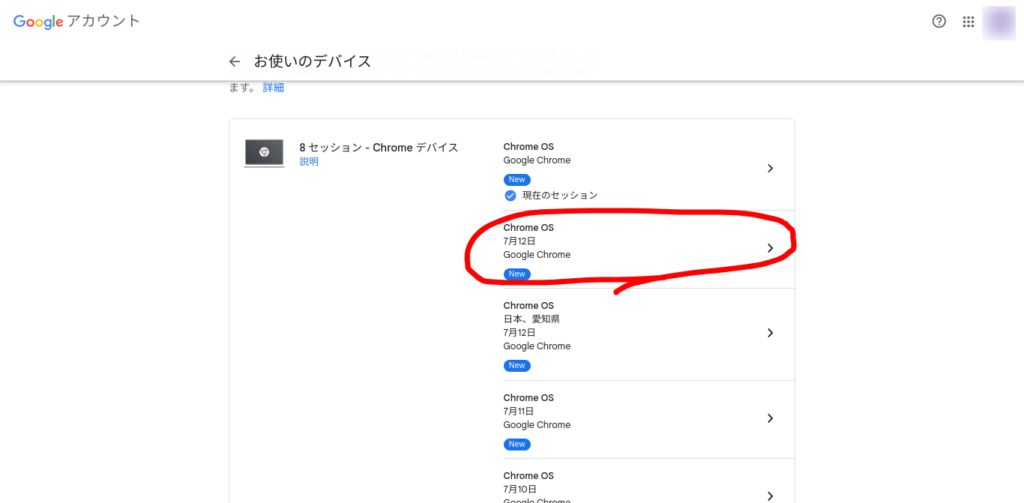 Google アカウント
お使いのデバイス
ます。 詳細
8 セッション - Chrome デバイス
説明
Chrome OS
Google Chrome
New
現在のセッション
Chrome OS
7月12日
Google Chrome
New
Chrome OS
日本、愛知県
7月12日
Google Chrome
New
Chrome OS
7月11日
Google Chrome
New
Chrome OS
7月10日
Google Chrome